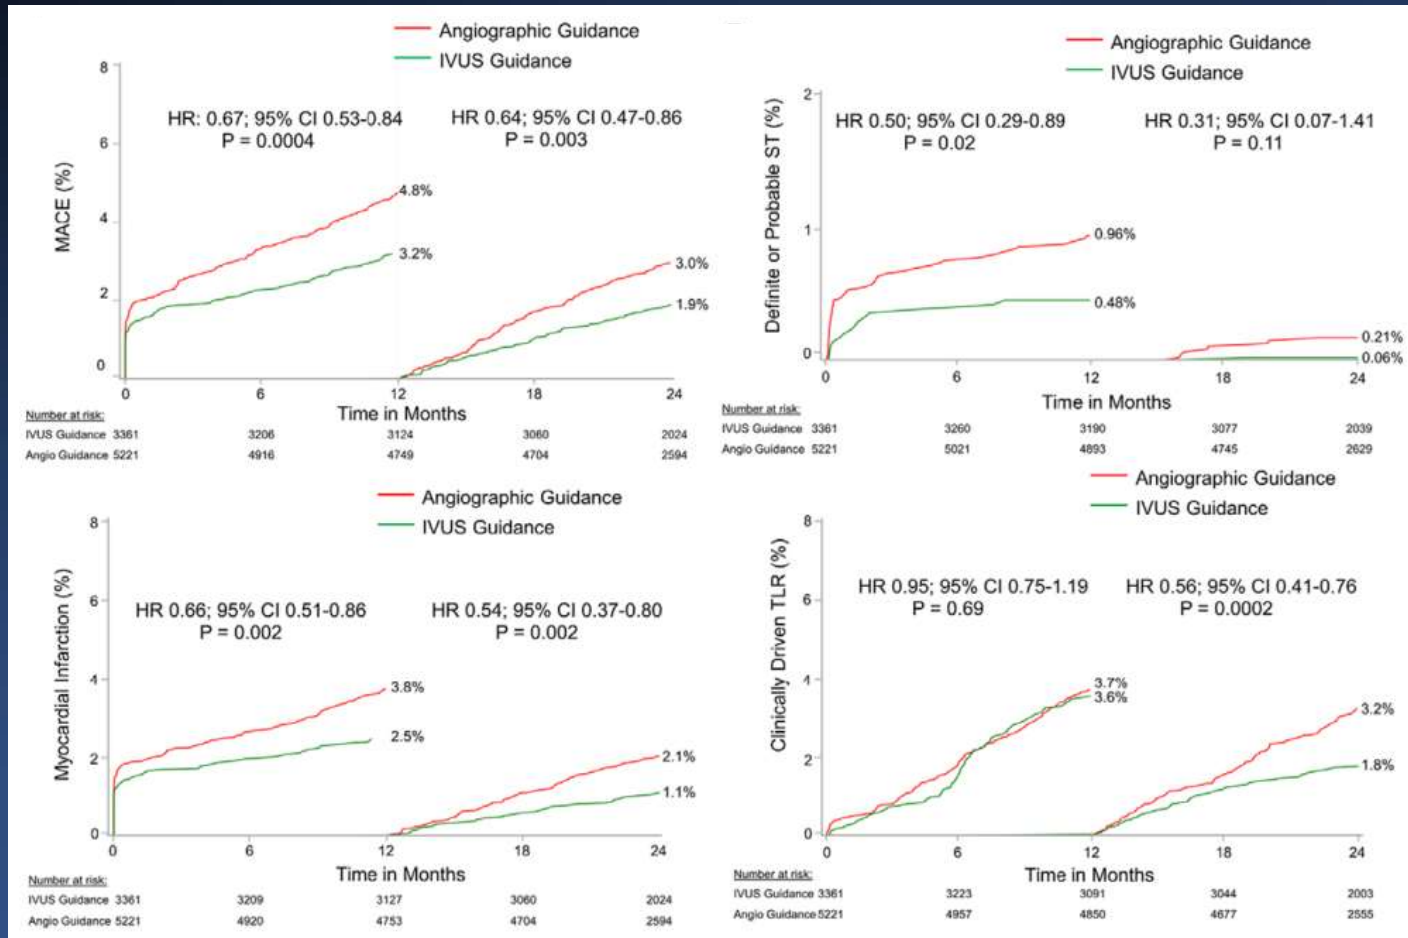 Angiographic Guidance
IVUS Guidance
MACE (%)
8
6
4
2
0
HR: 0.67; 95% CI 0.53-0.84
P = 0.0004
HR 0.64; 95% CI 0.47-0.86
P = 0.003
4.8%
3.2%
3.0%
1.9%
0 6 12 18 24
Time in Months
Number at risk:
IVUS Guidance 3361 3206 3124 3060 2024
Angio Guidance 5221 4916 4749 4704 2594
Angiographic Guidance
IVUS Guidance
Definite or Probable ST (%)
2
1
0
HR 0.50; 95% CI 0.29-0.89
P = 0.02
HR 0.31; 95% CI 0.07-1.41
P = 0.11
0.96%
0.48%
0.21%
0.06%
0 6 12 18 24
Time in Months
Number at risk:
IVUS Guidance 3361 3260 3190 3077 2039
Angio Guidance 5221 5021 4893 4745 2629
Angiographic Guidance
IVUS Guidance
Myocardial Infarction (%)
8
6
4
2
0
HR 0.66; 95% CI 0.51-0.86
P = 0.002
HR 0.54; 95% CI 0.37-0.80
P = 0.002
3.8%
2.5%
2.1%
1.1%
0 6 12 18 24
Time in Months
Number at risk:
IVUS Guidance 3361 3209 3127 3060 2024
Angio Guidance 5221 4920 4753 4704 2594
Angiographic Guidance
IVUS Guidance
Clinically Driven TLR (%)
8
6
4
2
0
HR 0.95; 95% CI 0.75-1.19
P = 0.69
HR 0.56; 95% CI 0.41-0.76
P = 0.0002
3.7%
3.6%
3.2%
1.8%
0 6 12 18 24
Time in Months
Number at risk:
IVUS Guidance 3361 3223 3091 3044 2003
Angio Guidance 5221 4957 4850 4677 2555